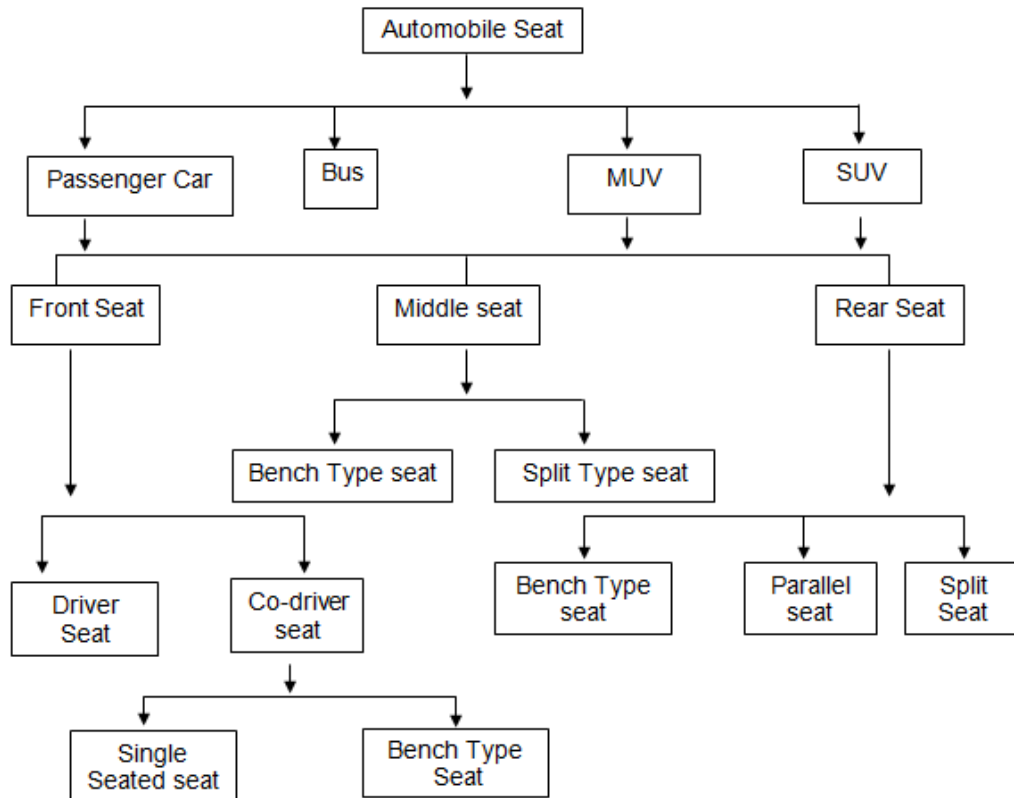 Automobile Seat
Passenger Car
Bus
MUV
SUV
Front Seat
Middle seat
Rear Seat
Bench Type seat
Split Type seat
Driver
Seat
Co-driver
seat
Bench Type
seat
Parallel
seat
Split
Seat
Single
Seated seat
Bench Type
Seat